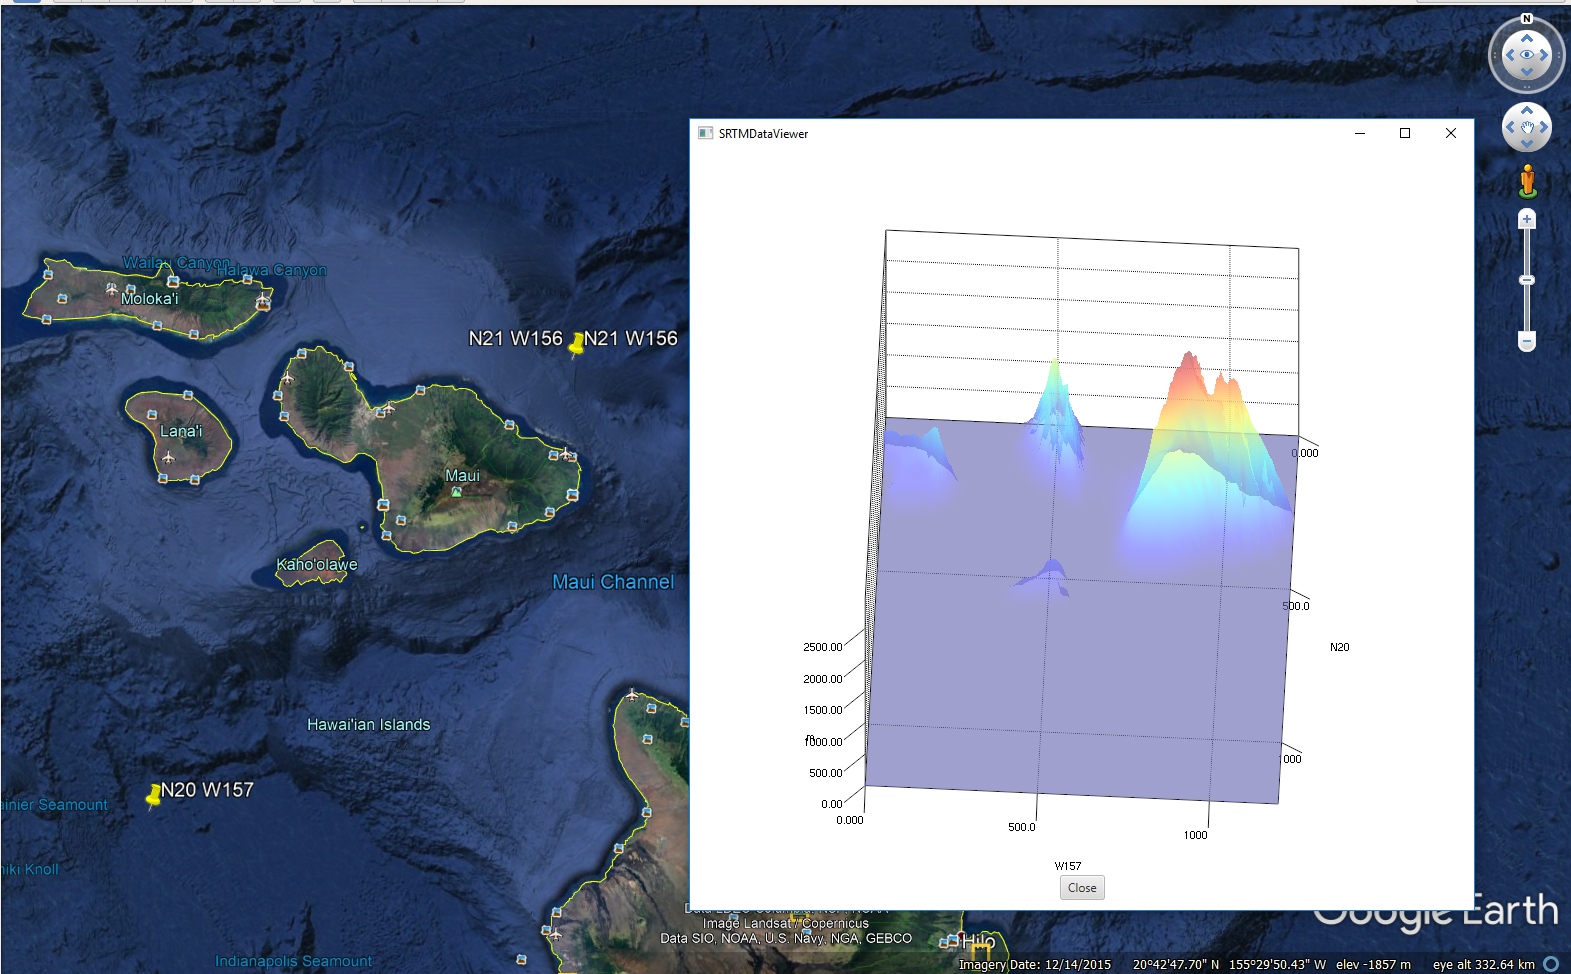 N
SRTMDataViewer
Wailau Canyon
Halawa Canyon
Moloka'i
N21 W156
N21 W156
Lana'i
Maui
Kaho'olawe
Maui Channel
Hawai'ian Islands
N20 W157
ainier Seamount
niki Knoll
Indianapolis Seamount
0.000
500.0
N20
1000
2500.00
2000.00
1500.00
m
1000.00
500.00
0.00
0.000
500.0
1000
W157
Close
Image Landsat / Copernicus
Data SIO, NOAA, U.S. Navy, NGA, GEBCO
Google Earth
Hilo
Imagery Date: 12/14/2015 20°42'47.70" N 155°29'50.43" W elev -1857 m eye alt 332.64 km